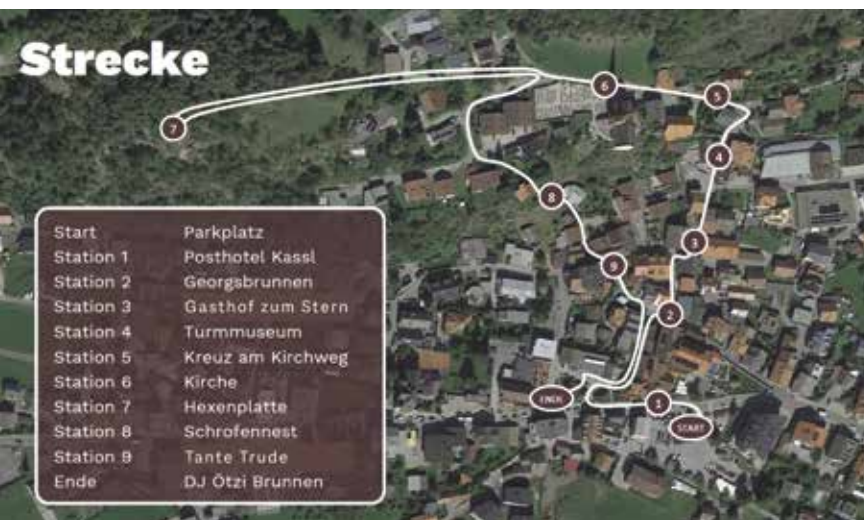 Strecke
6
5
7
4
8
3
9
2
ENDE
1
START
Start Parkplatz
Station 1 Posthotel Kassl
Station 2 Georgsbrunnen
Station 3 Gasthof zum Stern
Station 4 Turmmuseum
Station 5 Kreuz am Kirchweg
Station 6 Kirche
Station 7 Hexenplatte
Station 8 Schrofennest
Station 9 Tante Trude
Ende DJ Ötzi Brunnen